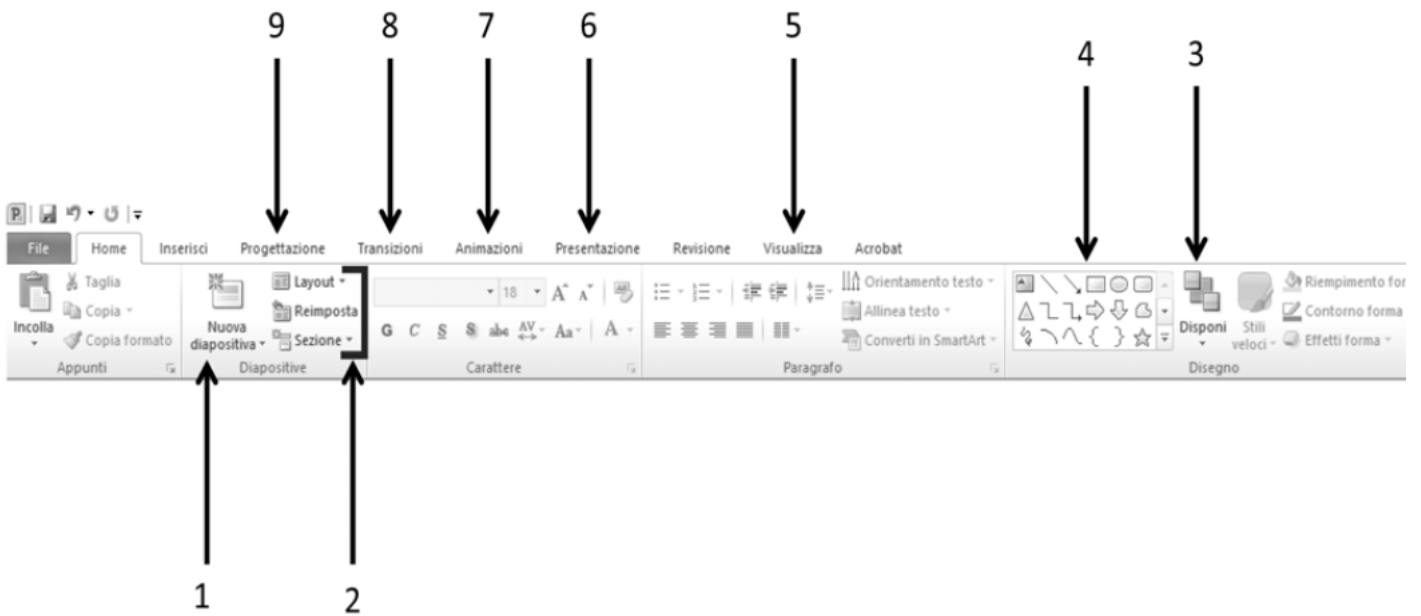 9 8 7 6 5 4 3
File Home Inserisci Progettazione Transizioni Animazioni Presentazione Revisione Visualizza Acrobat
Incolla
Taglia
Copia
Copia formato
Appunti
Nuova
diapositiva
Layout
Reimposta
Sezione
Diapositive
18 A A
G C S S abc AV Aa A
Carattere
Orientamento testo
Allinea testo
Converti in SmartArt
Paragrafo
Disponi
Stili
veloci
Riempimento for
Contorno forma
Effetti forma
Disegno
1 2